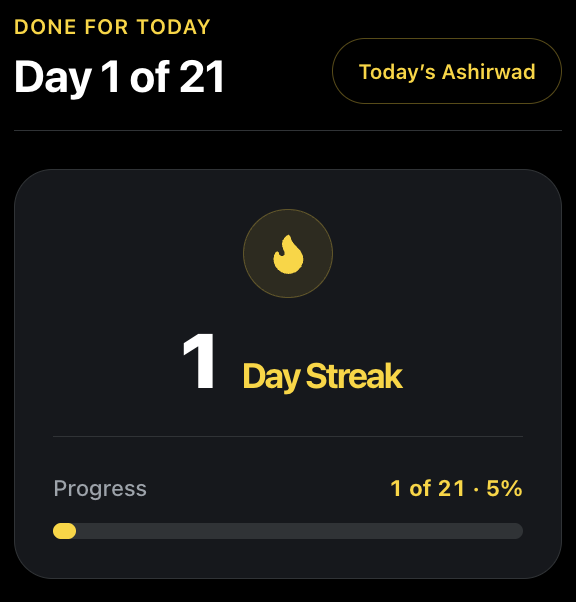 DONE FOR TODAY
Day 1 of 21
Today’s Ashirwad
1 Day Streak
Progress
1 of 21 · 5%